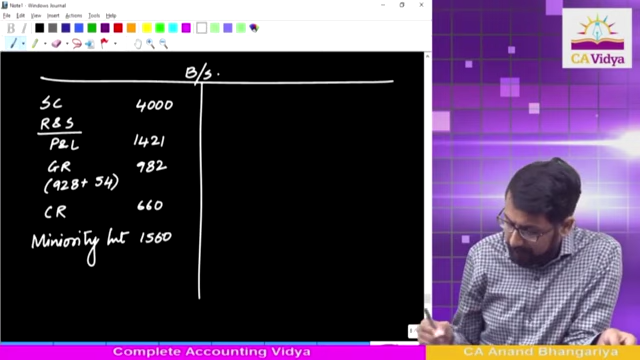 Note1 - Windows Journal
File Edit View Insert Actions Tools Help
B/S.
SC 4000
R&S
P&L 1421
GR 982
(928+ 54)
CR 660
Miniority Int 1560
CA Vidya
Complete Accounting Vidya
CA Anand Bhangariya